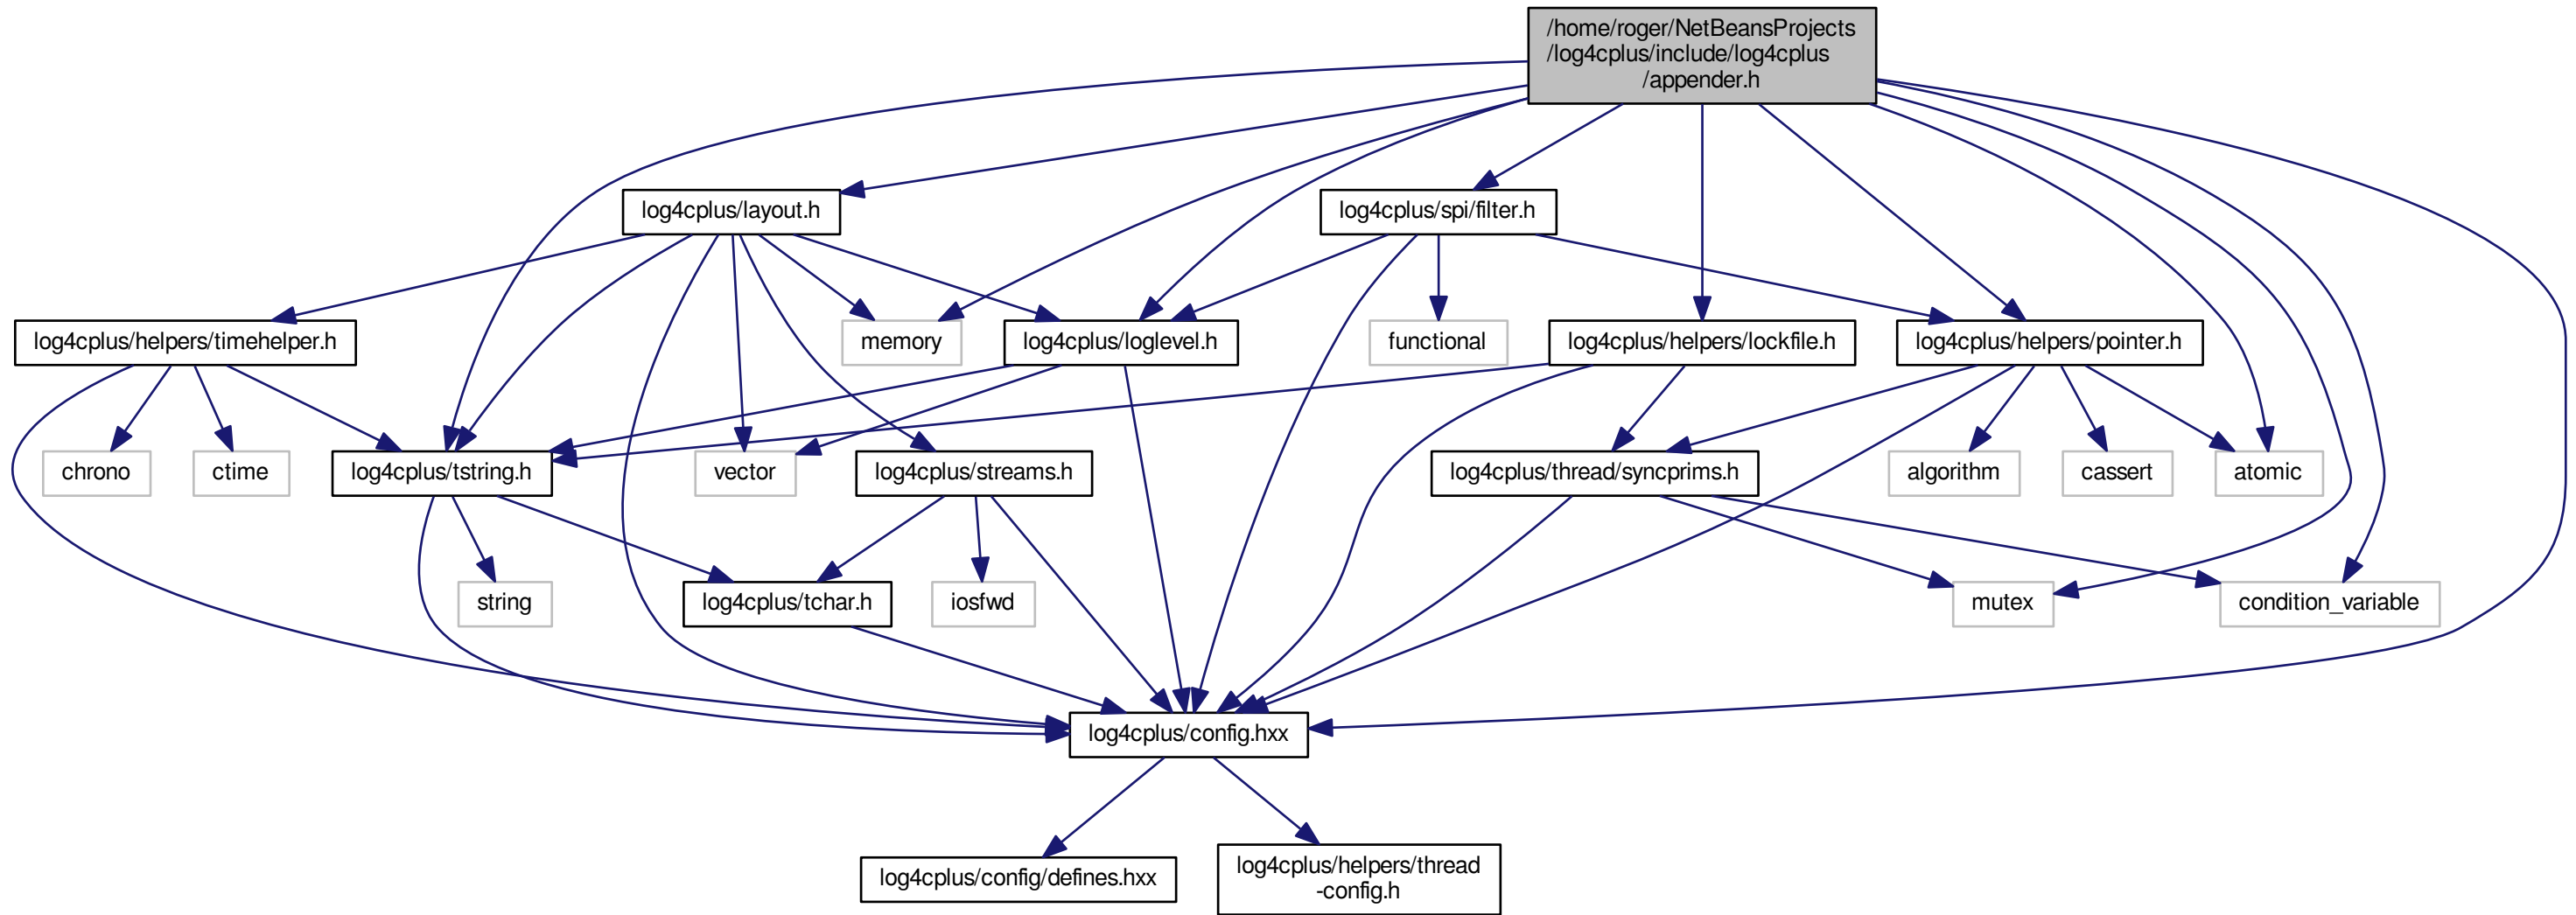 /home/roger/NetBeansProjects
/log4cplus/include/log4cplus
/appender.h
log4cplus/layout.h
log4cplus/spi/filter.h
log4cplus/helpers/timehelper.h
memory
log4cplus/loglevel.h
functional
log4cplus/helpers/lockfile.h
log4cplus/helpers/pointer.h
chrono
ctime
log4cplus/tstring.h
vector
log4cplus/streams.h
log4cplus/thread/syncprims.h
algorithm
cassert
atomic
string
log4cplus/tchar.h
iosfwd
mutex
condition_variable
log4cplus/config.hxx
log4cplus/config/defines.hxx
log4cplus/helpers/thread
-config.h